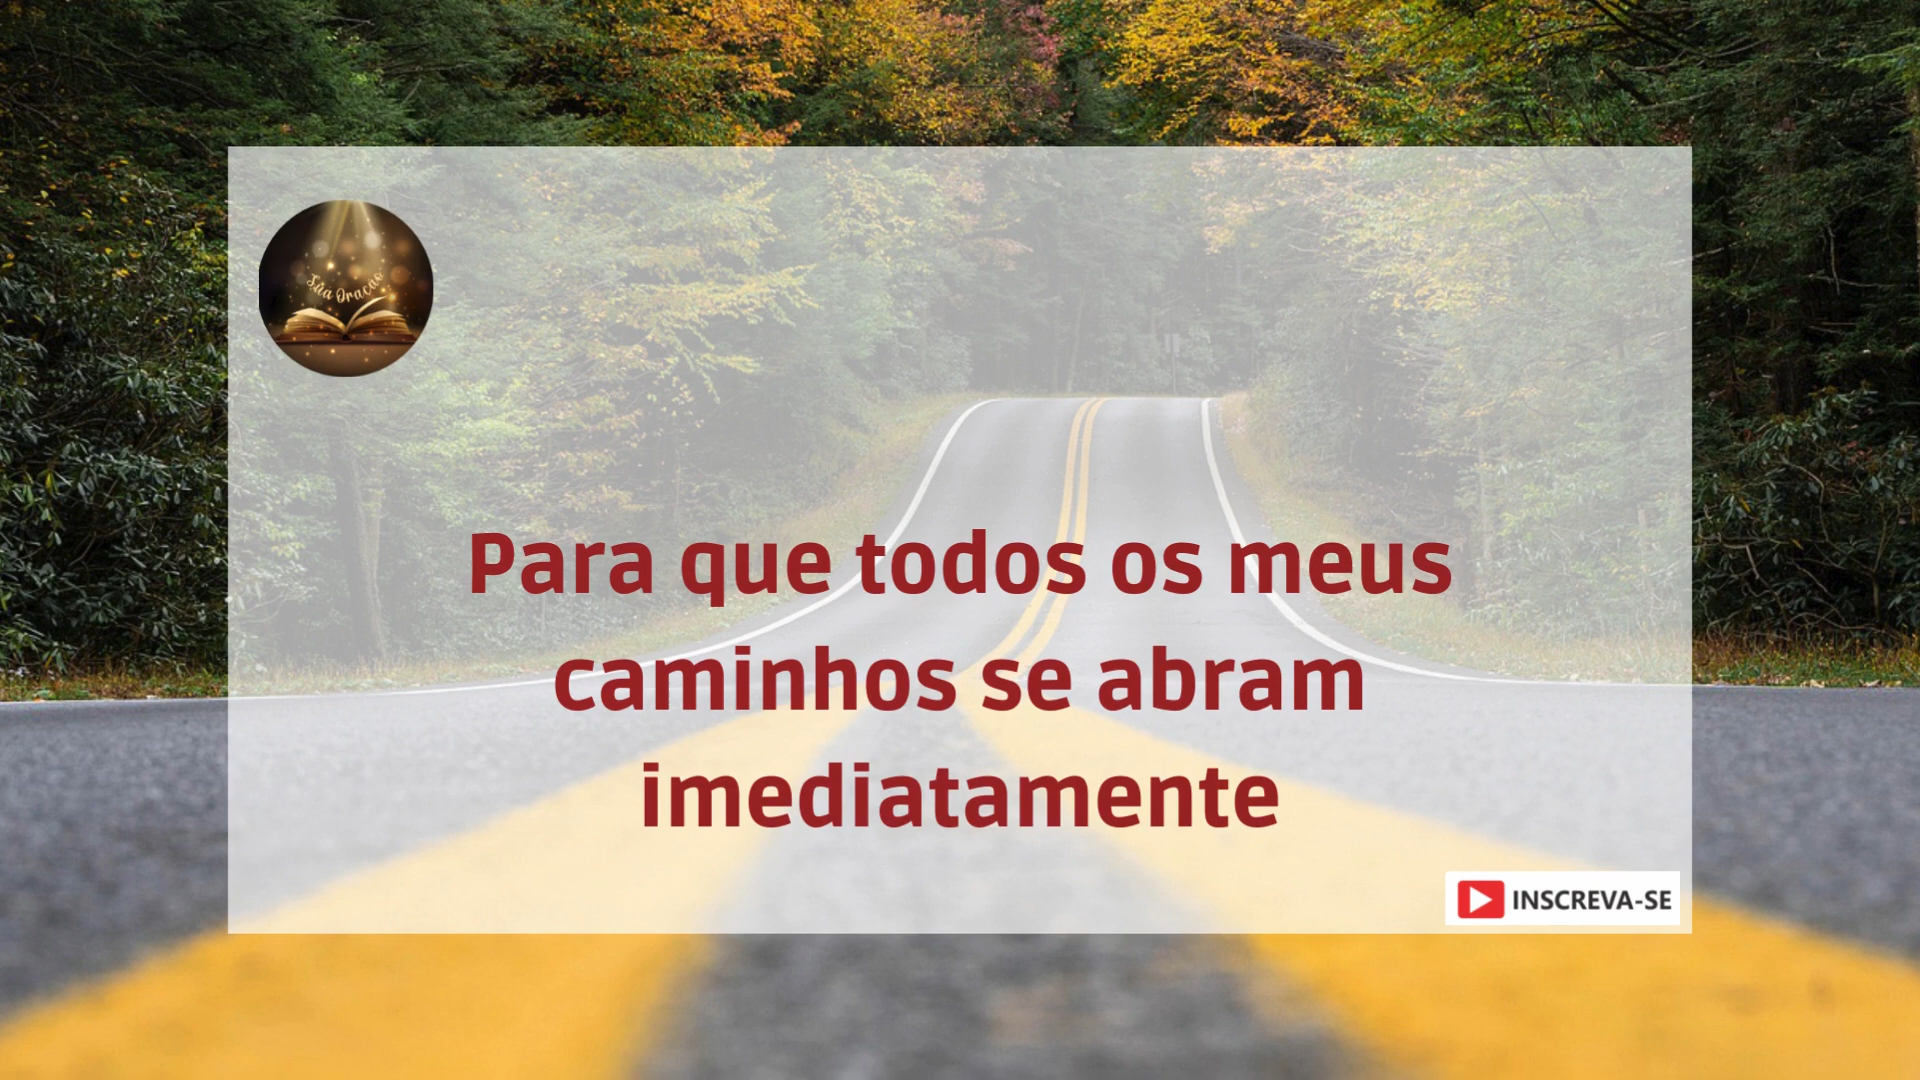 Sua Oração
Para que todos os meus
caminhos se abram
imediatamente
INSCREVA-SE